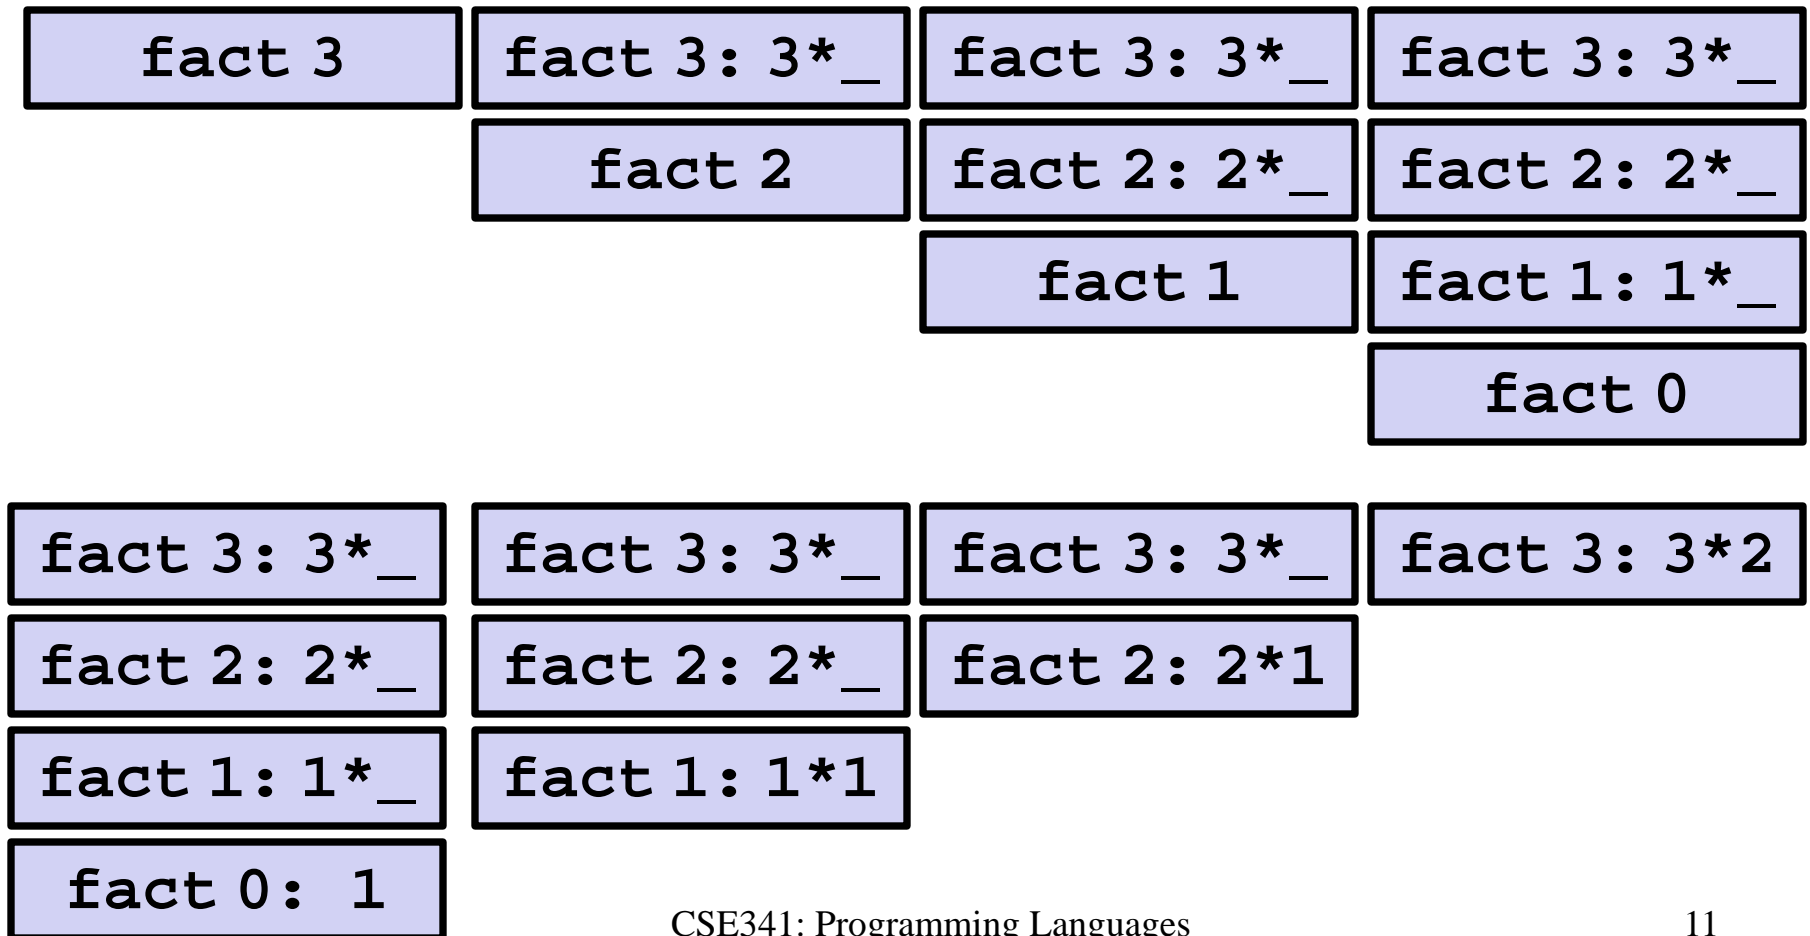 fact 3 fact 3: 3*_ fact 3: 3*_ fact 3: 3*_
fact 2 fact 2: 2*_ fact 2: 2*_
fact 1 fact 1: 1*_
fact 0
fact 3: 3*_ fact 3: 3*_ fact 3: 3*_ fact 3: 3*2
fact 2: 2*_ fact 2: 2*_ fact 2: 2*1
fact 1: 1*_ fact 1: 1*1
fact 0: 1
CSE341: Programming Languages 11